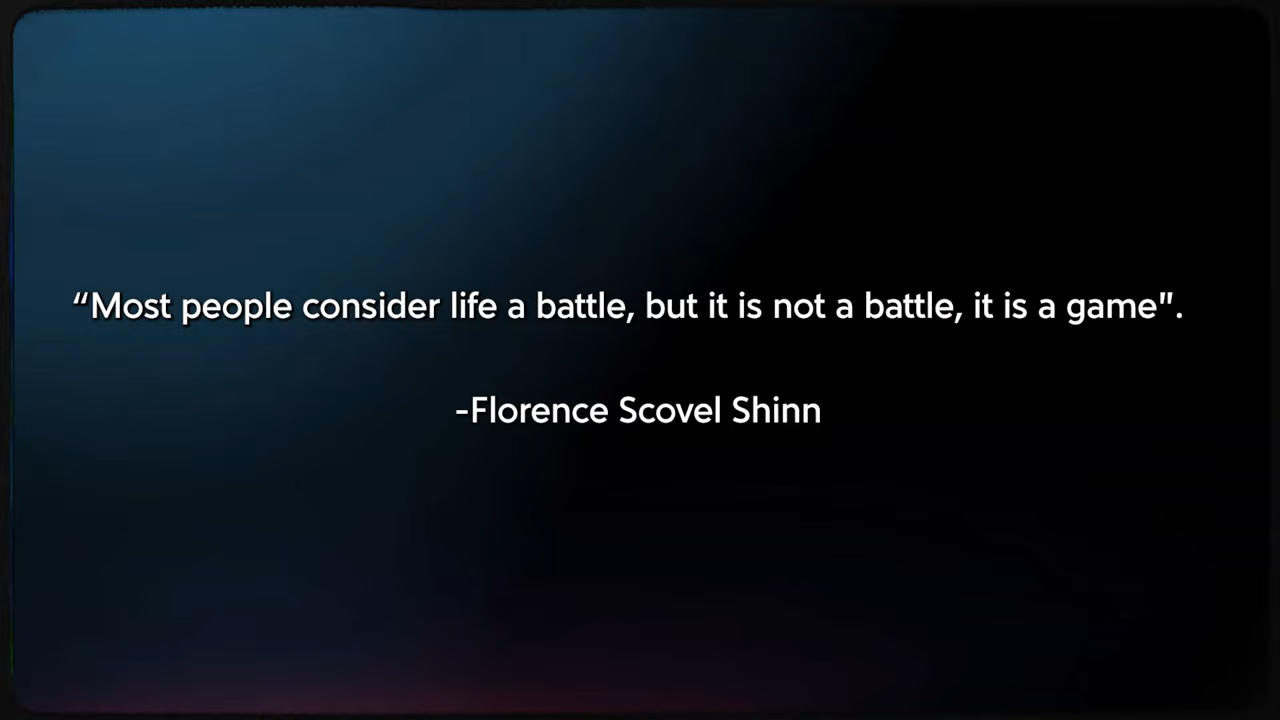 “Most people consider life a battle, but it is not a battle, it is a game”.
-Florence Scovel Shinn